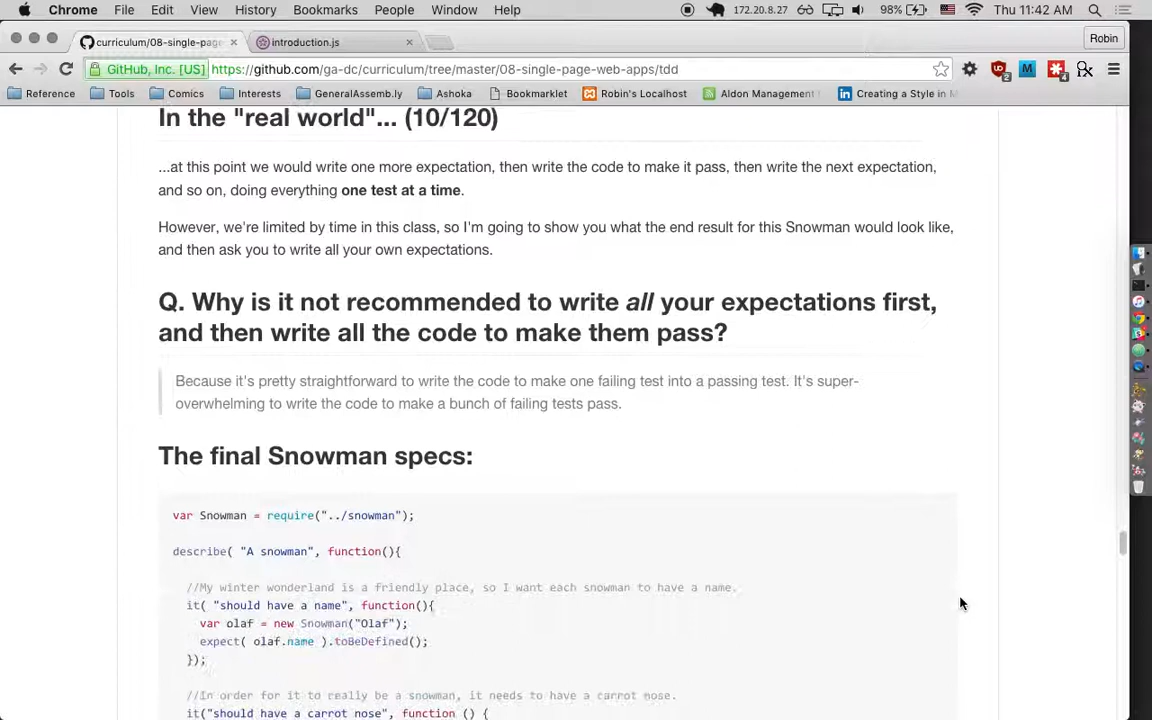 Chrome File Edit View History Bookmarks People Window Help 172.20.8.27 98% Thu 11:42 AM
curriculum/08-single-page- introduction.js Robin
GitHub, Inc. [US] https://github.com/ga-dc/curriculum/tree/master/08-single-page-web-apps/tdd
Reference Tools Comics Interests GeneralAssemb.ly Ashoka Bookmarklet Robin's Localhost Aldon Management Creating a Style in M
In the "real world"... (10/120)
...at this point we would write one more expectation, then write the code to make it pass, then write the next expectation,
and so on, doing everything one test at a time.
However, we're limited by time in this class, so I'm going to show you what the end result for this Snowman would look like,
and then ask you to write all your own expectations.
Q. Why is it not recommended to write all your expectations first,
and then write all the code to make them pass?
Because it's pretty straightforward to write the code to make one failing test into a passing test. It's super-
overwhelming to write the code to make a bunch of failing tests pass.
The final Snowman specs:
var Snowman = require("../snowman");
describe( "A snowman", function(){
//My winter wonderland is a friendly place, so I want each snowman to have a name.
it( "should have a name", function(){
var olaf = new Snowman("Olaf");
expect( olaf.name ).toBeDefined();
});
//In order for it to really be a snowman, it needs to have a carrot nose.
it("should have a carrot nose", function () {